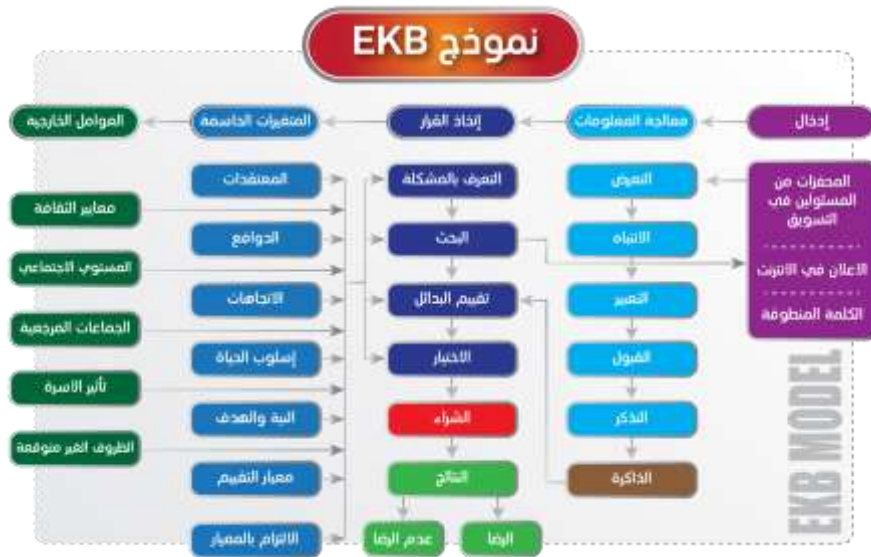 نموذج EKB
إدخال
معالجة المعلومات
إتخاذ القرار
المتغيرات الحاسمة
العوامل الخارجية
المحفزات من
المسئولين في
التسويق
الاعلان في الانترنت
الكلمة المنطوقة
التعرض
الانتباه
التعبير
القبول
التذكر
الذاكرة
التعرف بالمشكلة
البحث
تقييم البدائل
الاختيار
الشراء
النتائج
الرضا
عدم الرضا
المعتقدات
الدوافع
الاتجاهات
إسلوب الحياة
النية والهدف
معيار التقييم
الالتزام بالمعيار
معايير الثقافة
المستوي الاجتماعي
الجماعات المرجعية
تأثير الاسرة
الظروف الغير متوقعة
EKB MODEL